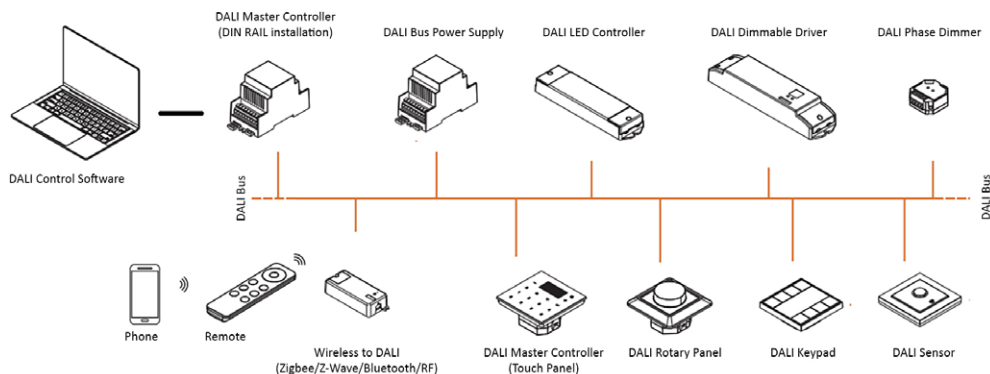 DALI Master Controller
(DIN RAIL installation)
DALI Bus Power Supply
DALI LED Controller
DALI Dimmable Driver
DALI Phase Dimmer
DALI Control Software
DALI Bus
DALI Bus
Phone
Remote
Wireless to DALI
(Zigbee/Z-Wave/Bluetooth/RF)
DALI Master Controller
(Touch Panel)
DALI Rotary Panel
DALI Keypad
DALI Sensor